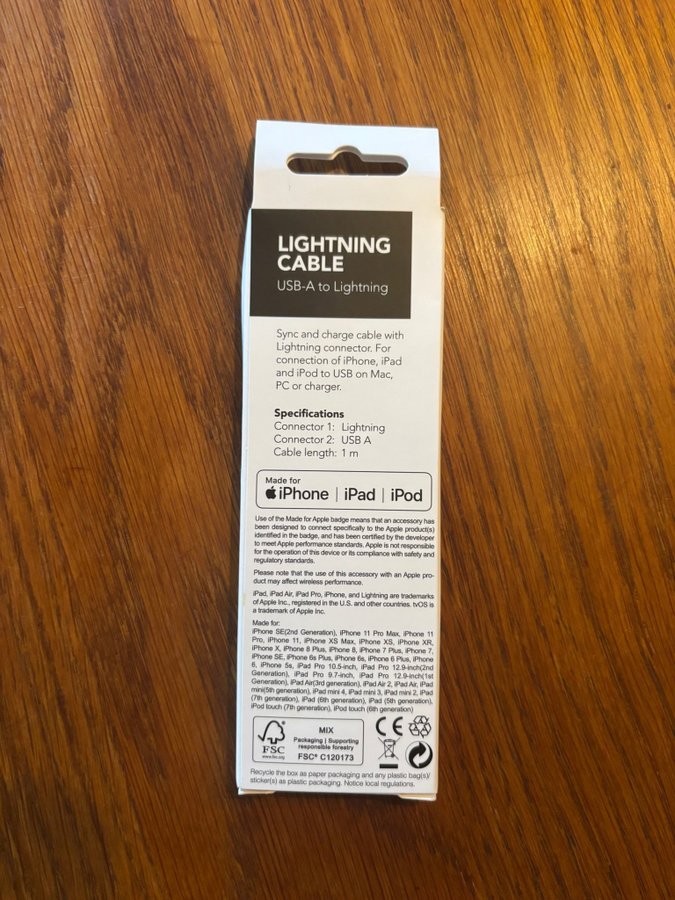 LIGHTNING
CABLE
USB-A to Lightning
Sync and charge cable with
Lightning connector. For
connection of iPhone, iPad
and iPod to USB on Mac,
PC or charger.
Specifications
Connector 1: Lightning
Connector 2: USB A
Cable length: 1 m
Made for
iPhone | iPad | iPod
Use of the Made for Apple badge means that an accessory has
been designed to connect specifically to the Apple product(s)
identified in the badge, and has been certified by the developer
to meet Apple performance standards. Apple is not responsible
for the operation of this device or its compliance with safety and
regulatory standards.
Please note that the use of this accessory with an Apple pro-
duct may affect wireless performance.
iPad, iPad Air, iPad Pro, iPhone, and Lightning are trademarks
of Apple Inc., registered in the U.S. and other countries. tvOS is
a trademark of Apple Inc.
Made for:
iPhone SE(2nd Generation), iPhone 11 Pro Max, iPhone 11
Pro, iPhone 11, iPhone XS Max, iPhone XS, iPhone XR,
iPhone X, iPhone 8 Plus, iPhone 8, iPhone 7 Plus, iPhone 7,
iPhone SE, iPhone 6s Plus, iPhone 6s, iPhone 6 Plus, iPhone
6, iPhone 5s, iPad Pro 10.5-inch, iPad Pro 12.9-inch(2nd
Generation), iPad Pro 9.7-inch, iPad Pro 12.9-inch(1st
Generation), iPad Air(3rd generation), iPad Air 2, iPad Air, iPad
mini(5th generation), iPad mini 4, iPad mini 3, iPad mini 2, iPad
(7th generation), iPad (6th generation), iPad (5th generation),
iPod touch (7th generation), iPod touch (6th generation)
FSC
www.fsc.org
MIX
Packaging | Supporting
responsible forestry
FSC® C120173
CE
Recycle the box as paper packaging and any plastic bag(s)/
sticker(s) as plastic packaging. Notice local regulations.